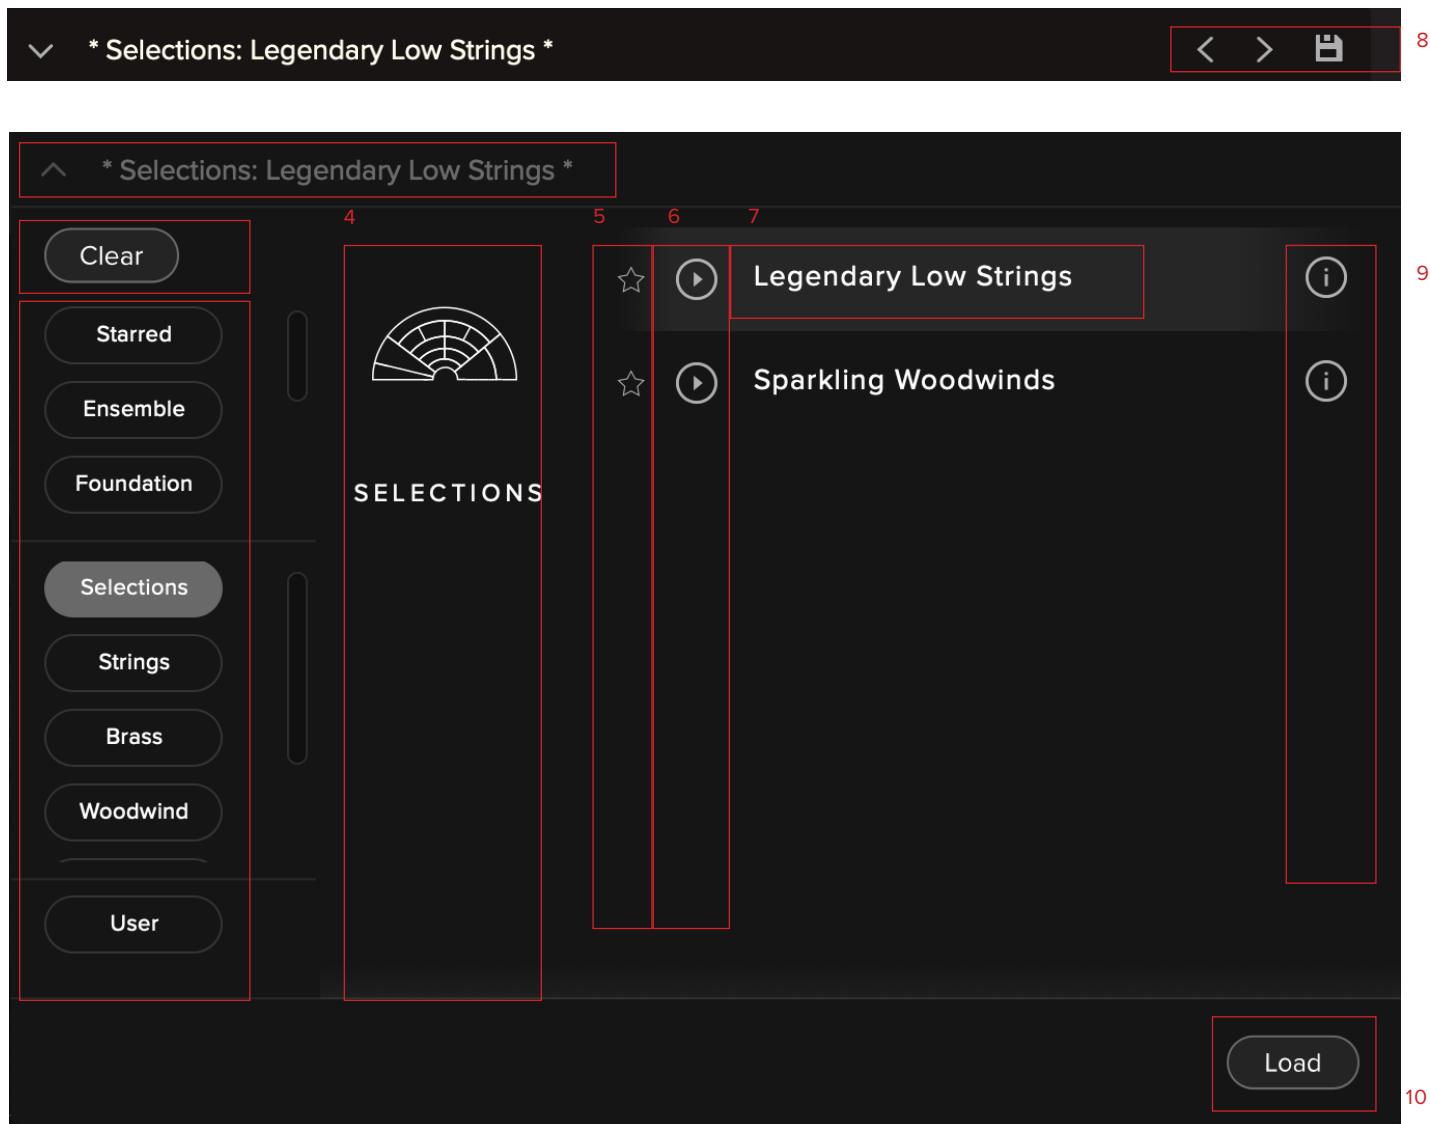 * Selections: Legendary Low Strings *
8
* Selections: Legendary Low Strings *
4
5
6
7
Clear
Legendary Low Strings
9
Starred
Sparkling Woodwinds
Ensemble
Foundation
SELECTIONS
Selections
Strings
Brass
Woodwind
User
Load
10